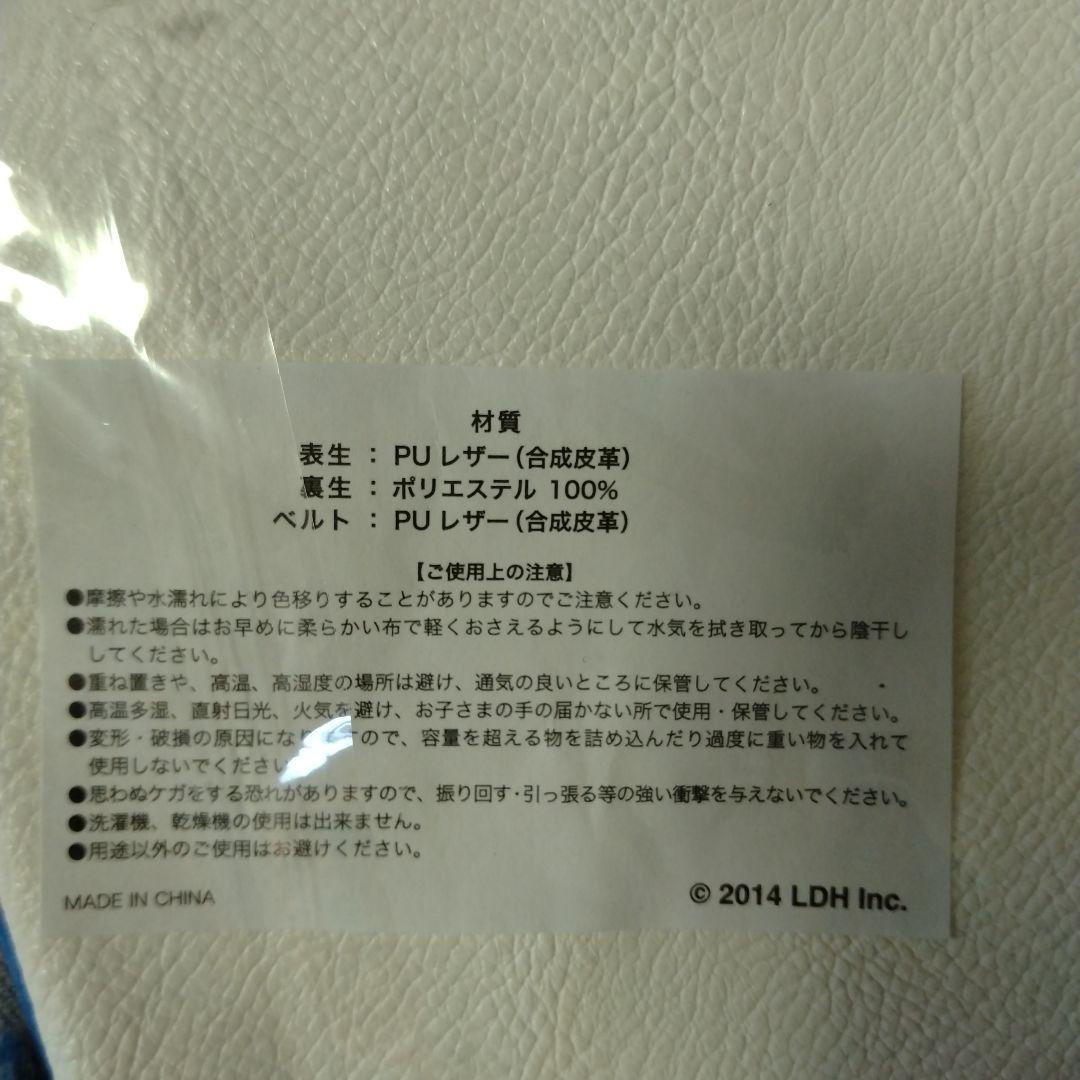 材質
表生 : PU レザー(合成皮革)
裏生 : ポリエステル 100%
ベルト : PU レザー(合成皮革)
【ご使用上の注意】
●摩擦や水濡れにより色移りすることがありますのでご注意ください。
●濡れた場合はお早めに柔らかい布で軽くおさえるようにして水気を拭き取ってから陰干し
してください。
●重ね置きや、高温、高湿度の場所は避け、通気の良いところに保管してください。
●高温多湿、直射日光、火気を避け、お子さまの手の届かない所で使用・保管してください。
●変形・破損の原因になりますので、容量を超える物を詰め込んだり過度に重い物を入れて
使用しないでください
●思わぬケガをする恐れがありますので、振り回す・引っ張る等の強い衝撃を与えないでください。
●洗濯機、乾燥機の使用は出来ません。
●用途以外のご使用はお避けください。
MADE IN CHINA
© 2014 LDH Inc.